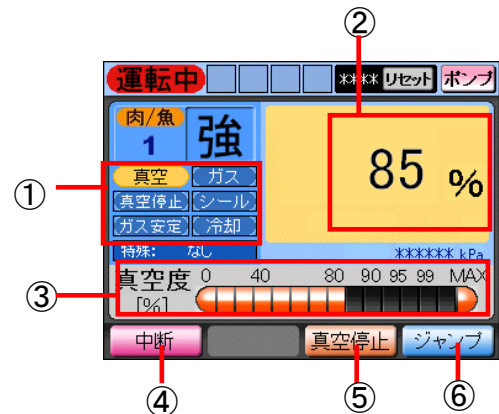 ②
運転中 **** リセット ポンプ
肉/魚
1
強
真空 ガス
真空停止 シール
ガス安定 冷却
特殊: なし
85 %
****** kPa
①
③
真空度
[%]
0 40 80 90 95 99 MAX
中断 真空停止 ジャンプ
④ ⑤ ⑥